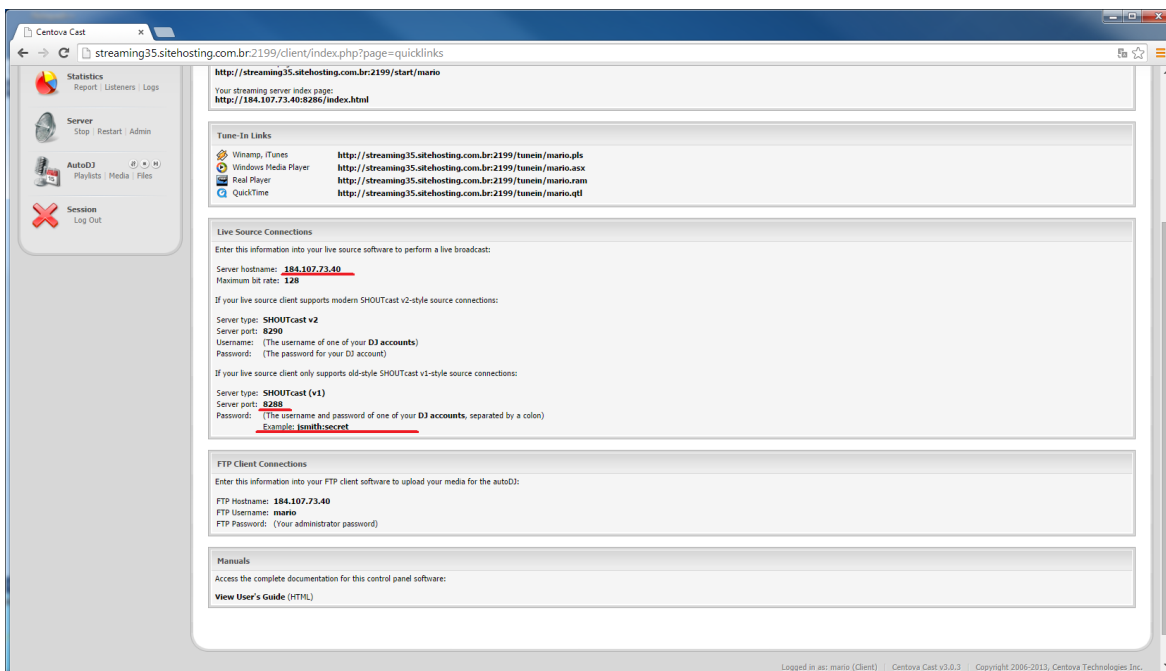 Centova Cast
streaming35.sitehosting.com.br:2199/client/index.php?page=quicklinks
Statistics
Report | Listeners | Logs
Server
Stop | Restart | Admin
AutoDJ
Playlists | Media | Files
Session
Log Out
http://streaming35.sitehosting.com.br:2199/start/mario
Your streaming server index page:
http://184.107.73.40:8286/index.html
Tune-In Links
Winamp, iTunes http://streaming35.sitehosting.com.br:2199/tunein/mario.pls
Windows Media Player http://streaming35.sitehosting.com.br:2199/tunein/mario.asx
Real Player http://streaming35.sitehosting.com.br:2199/tunein/mario.ram
QuickTime http://streaming35.sitehosting.com.br:2199/tunein/mario.qtl
Live Source Connections
Enter this information into your live source software to perform a live broadcast:
Server hostname: 184.107.73.40
Maximum bit rate: 128
If your live source client supports modern SHOUTcast v2-style source connections:
Server type: SHOUTcast v2
Server port: 8290
Username: (The username of one of your DJ accounts)
Password: (The password for your DJ account)
If your live source client only supports old-style SHOUTcast v1-style source connections:
Server type: SHOUTcast (v1)
Server port: 8288
Password: (The username and password of one of your DJ accounts, separated by a colon)
Example: jsmith:secret
FTP Client Connections
Enter this information into your FTP client software to upload your media for the autoDJ:
FTP Hostname: 184.107.73.40
FTP Username: mario
FTP Password: (Your administrator password)
Manuals
Access the complete documentation for this control panel software:
View User's Guide (HTML)
Logged in as: mario (Client) | Centova Cast v3.0.3 | Copyright 2006-2013, Centova Technologies Inc.